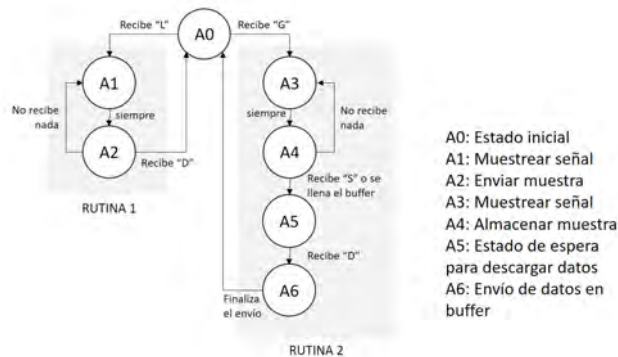 Recibe “L”
A0
Recibe “G”
A1
No recibe
nada
siempre
A2
Recibe “D”
RUTINA 1
A3
siempre
No recibe
nada
A4
Recibe “S” o se
llena el buffer
A5
Recibe “D”
Finaliza
el envío
A6
RUTINA 2
A0: Estado inicial
A1: Muestrear señal
A2: Enviar muestra
A3: Muestrear señal
A4: Almacenar muestra
A5: Estado de espera
para descargar datos
A6: Envío de datos en
buffer